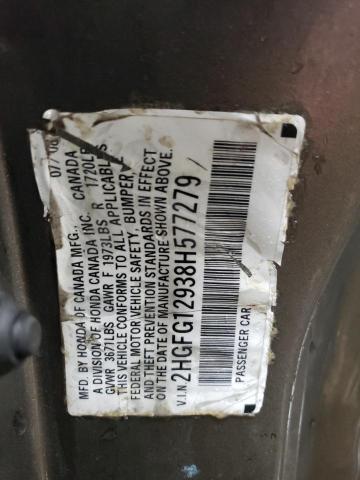 MFD. BY HONDA OF CANADA MFG., CANADA 07/08
A DIVISION OF HONDA CANADA INC.
GVWR 3671LBS GAWR F 1973LBS R 1720LB
THIS VEHICLE CONFORMS TO ALL APPLICABLE
FEDERAL MOTOR VEHICLE SAFETY, BUMPER,
AND THEFT PREVENTION STANDARDS IN EFFECT
ON THE DATE OF MANUFACTURE SHOWN ABOVE.
V.I.N 2HGFG12938H577279
PASSENGER CAR